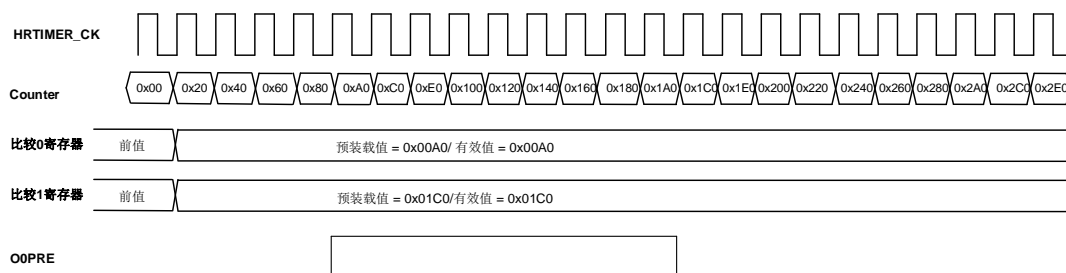 HRTIMER_CK
Counter 0x00 0x20 0x40 0x60 0x80 0xA0 0xC0 0xE0 0x100 0x120 0x140 0x160 0x180 0x1A0 0x1C0 0x1E0 0x200 0x220 0x240 0x260 0x280 0x2A0 0x2C0 0x2E0
比较0寄存器 前值 预装载值 = 0x00A0/ 有效值 = 0x00A0
比较1寄存器 前值 预装载值 = 0x01C0/有效值 = 0x01C0
O0PRE